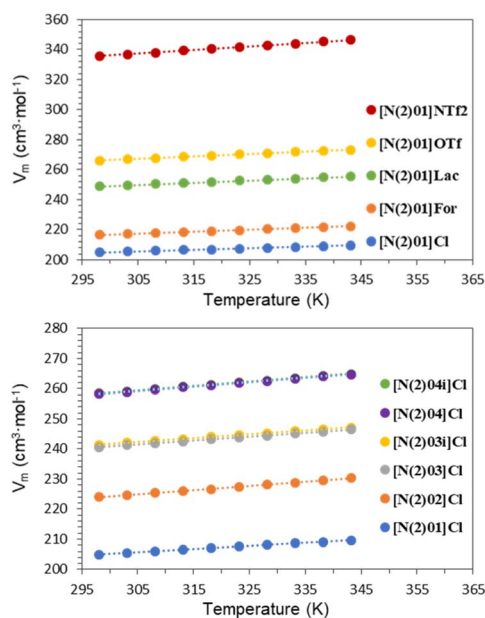 360
340
320
300
280
260
240
220
200
V_m (cm³·mol⁻¹)
[N(2)01]NTf2
[N(2)01]OTf
[N(2)01]Lac
[N(2)01]For
[N(2)01]Cl
295 305 315 325 335 345 355 365
Temperature (K)
280
270
260
250
240
230
220
210
200
V_m (cm³·mol⁻¹)
[N(2)04i]Cl
[N(2)04]Cl
[N(2)03i]Cl
[N(2)03]Cl
[N(2)02]Cl
[N(2)01]Cl
295 305 315 325 335 345 355 365
Temperature (K)